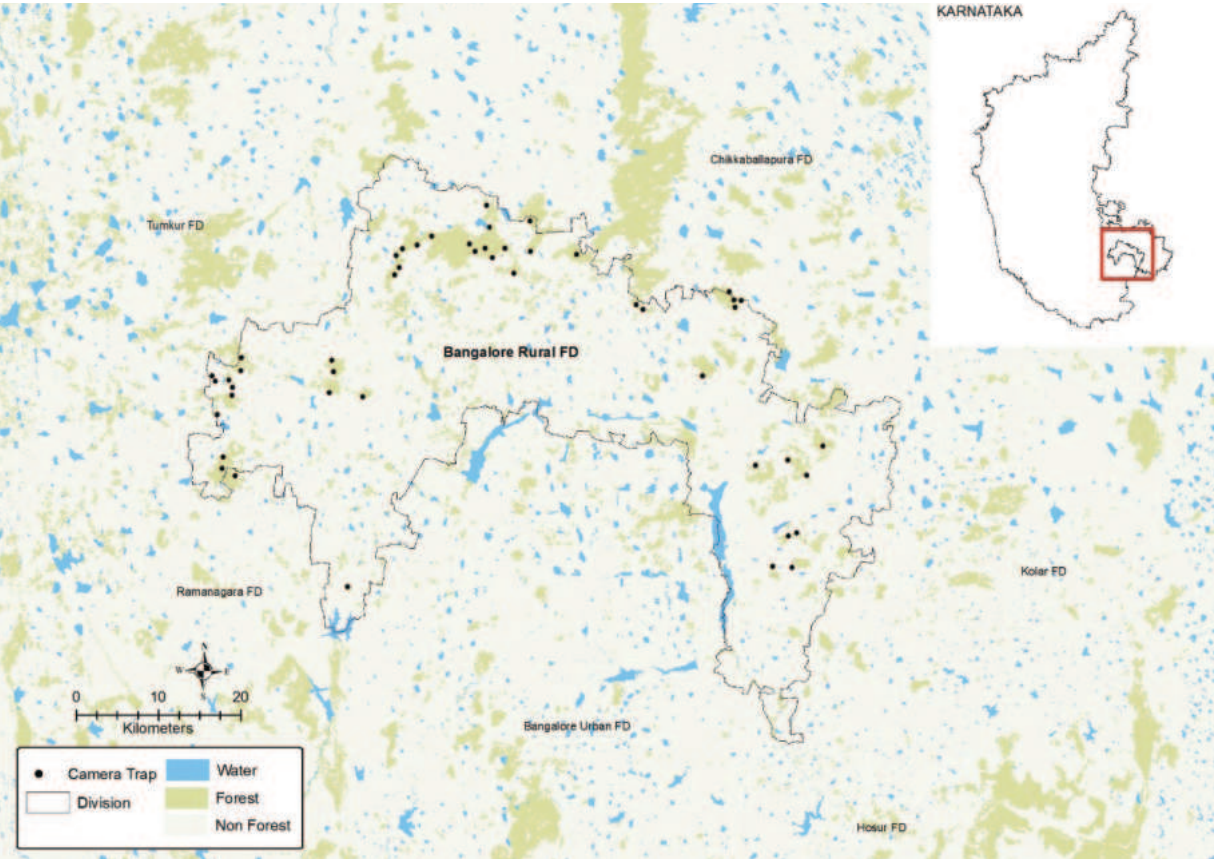 KARNATAKA
Chikkaballapura FD
Tumkur FD
Bangalore Rural FD
Kolar FD
Ramanagara FD
N
W E
S
0 10 20
Kilometers
Bangalore Urban FD
Hosur FD
Camera Trap
Division
Water
Forest
Non Forest